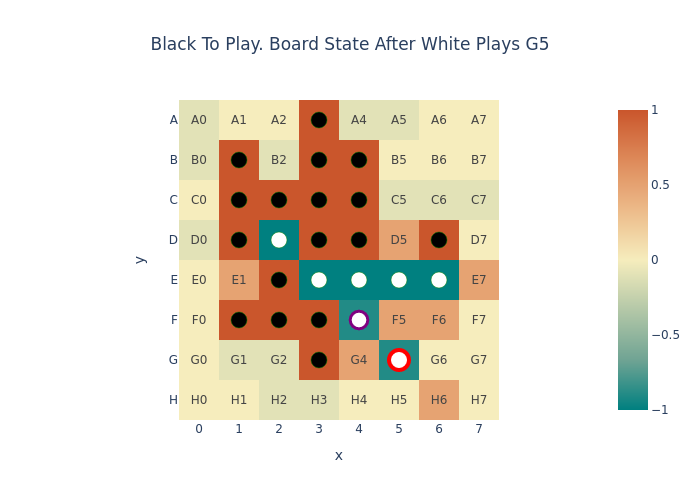 Black To Play. Board State After White Plays G5
A A0 A1 A2 A4 A5 A6 A7
B B0 B2 B5 B6 B7
C C0 C5 C6 C7
D D0 D5 D7
E E0 E1 E7
F F0 F5 F6 F7
G G0 G1 G2 G4 G6 G7
H H0 H1 H2 H3 H4 H5 H6 H7
0 1 2 3 4 5 6 7
x
y
1
0.5
0
−0.5
−1